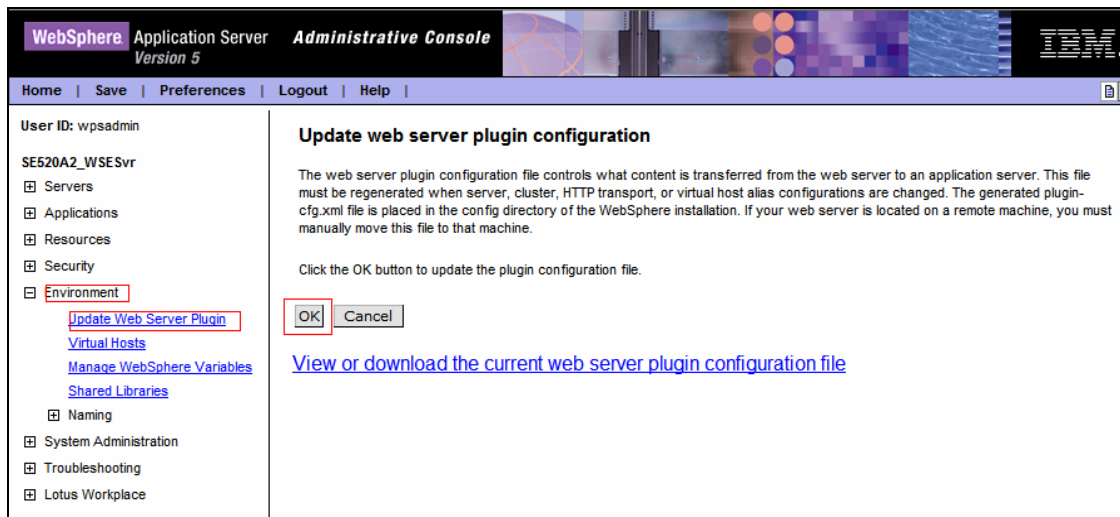 WebSphere. Application Server Administrative Console
Version 5
IBM.
Home | Save | Preferences | Logout | Help |
User ID: wpsadmin
SE520A2_WSESvr
Servers
Applications
Resources
Security
Environment
Update Web Server Plugin
Virtual Hosts
Manage WebSphere Variables
Shared Libraries
Naming
System Administration
Troubleshooting
Lotus Workplace
Update web server plugin configuration
The web server plugin configuration file controls what content is transferred from the web server to an application server. This file
must be regenerated when server, cluster, HTTP transport, or virtual host alias configurations are changed. The generated plugin-
cfg.xml file is placed in the config directory of the WebSphere installation. If your web server is located on a remote machine, you must
manually move this file to that machine.
Click the OK button to update the plugin configuration file.
OK Cancel
View or download the current web server plugin configuration file